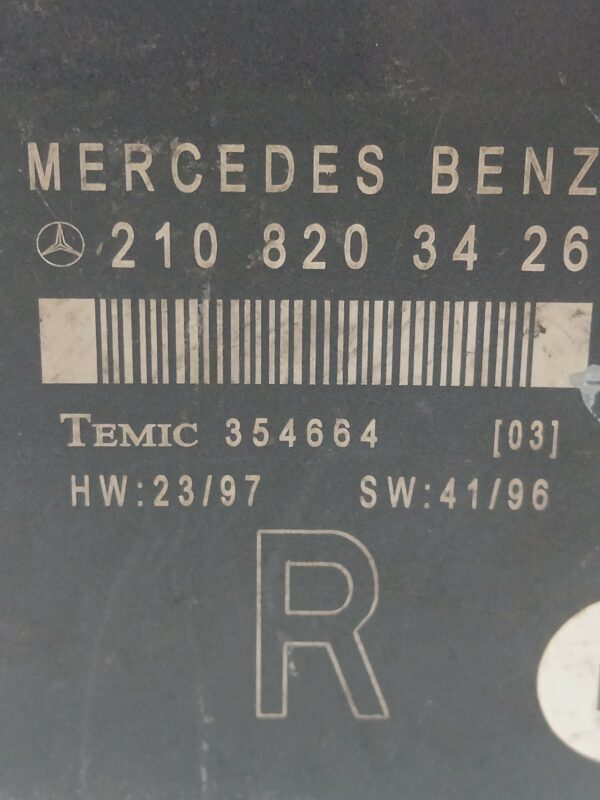 MERCEDES BENZ
210 820 34 26
TEMIC 354664 [03]
HW:23/97 SW:41/96
R